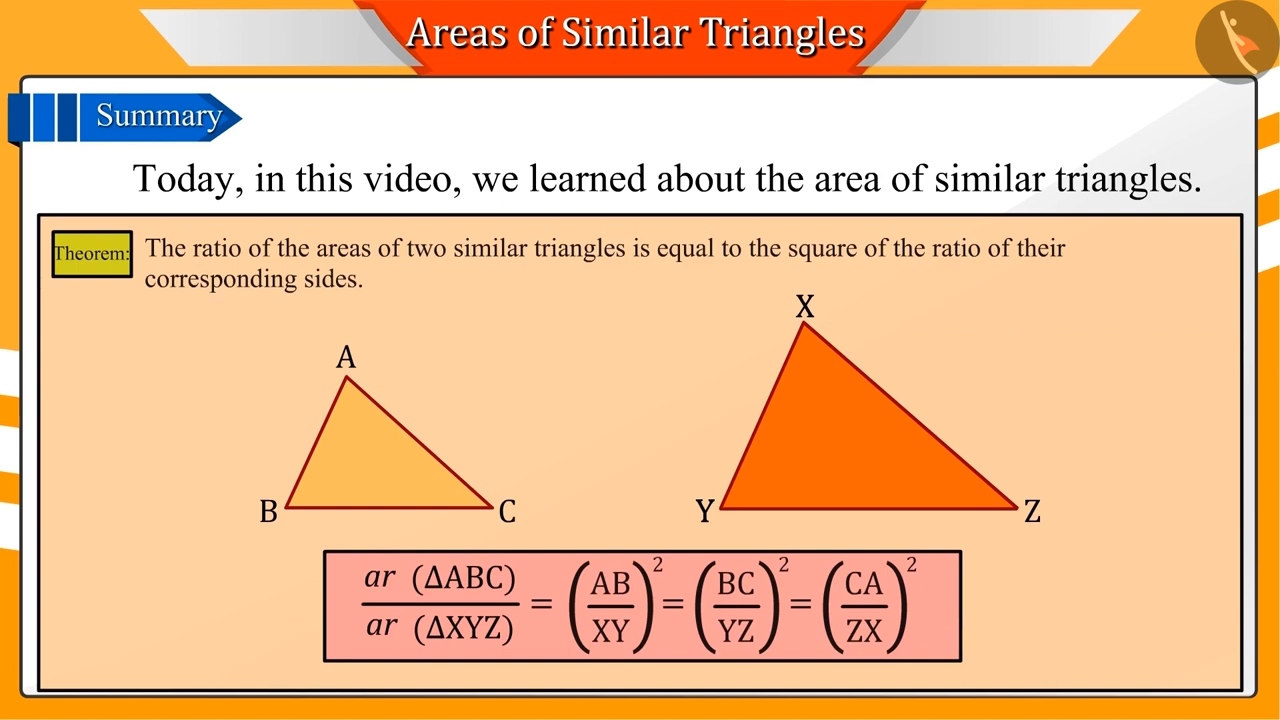 Areas of Similar Triangles
Summary
Today, in this video, we learned about the area of similar triangles.
Theorem: The ratio of the areas of two similar triangles is equal to the square of the ratio of their
corresponding sides.
X
A
B
C
Y
Z
ar (ΔABC) / ar (ΔXYZ) = (AB/XY)² = (BC/YZ)² = (CA/ZX)²